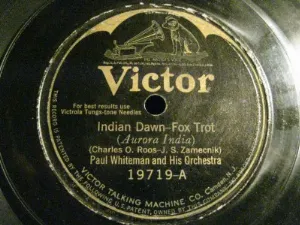 Victor
For best results use
Victrola Tungs-tone Needles
Indian Dawn-Fox Trot
(Aurora India)
(Charles O. Roos-J. S. Zamecnik)
Paul Whiteman and His Orchestra
19719-A
VICTOR TALKING MACHINE CO. Camden, N.J.